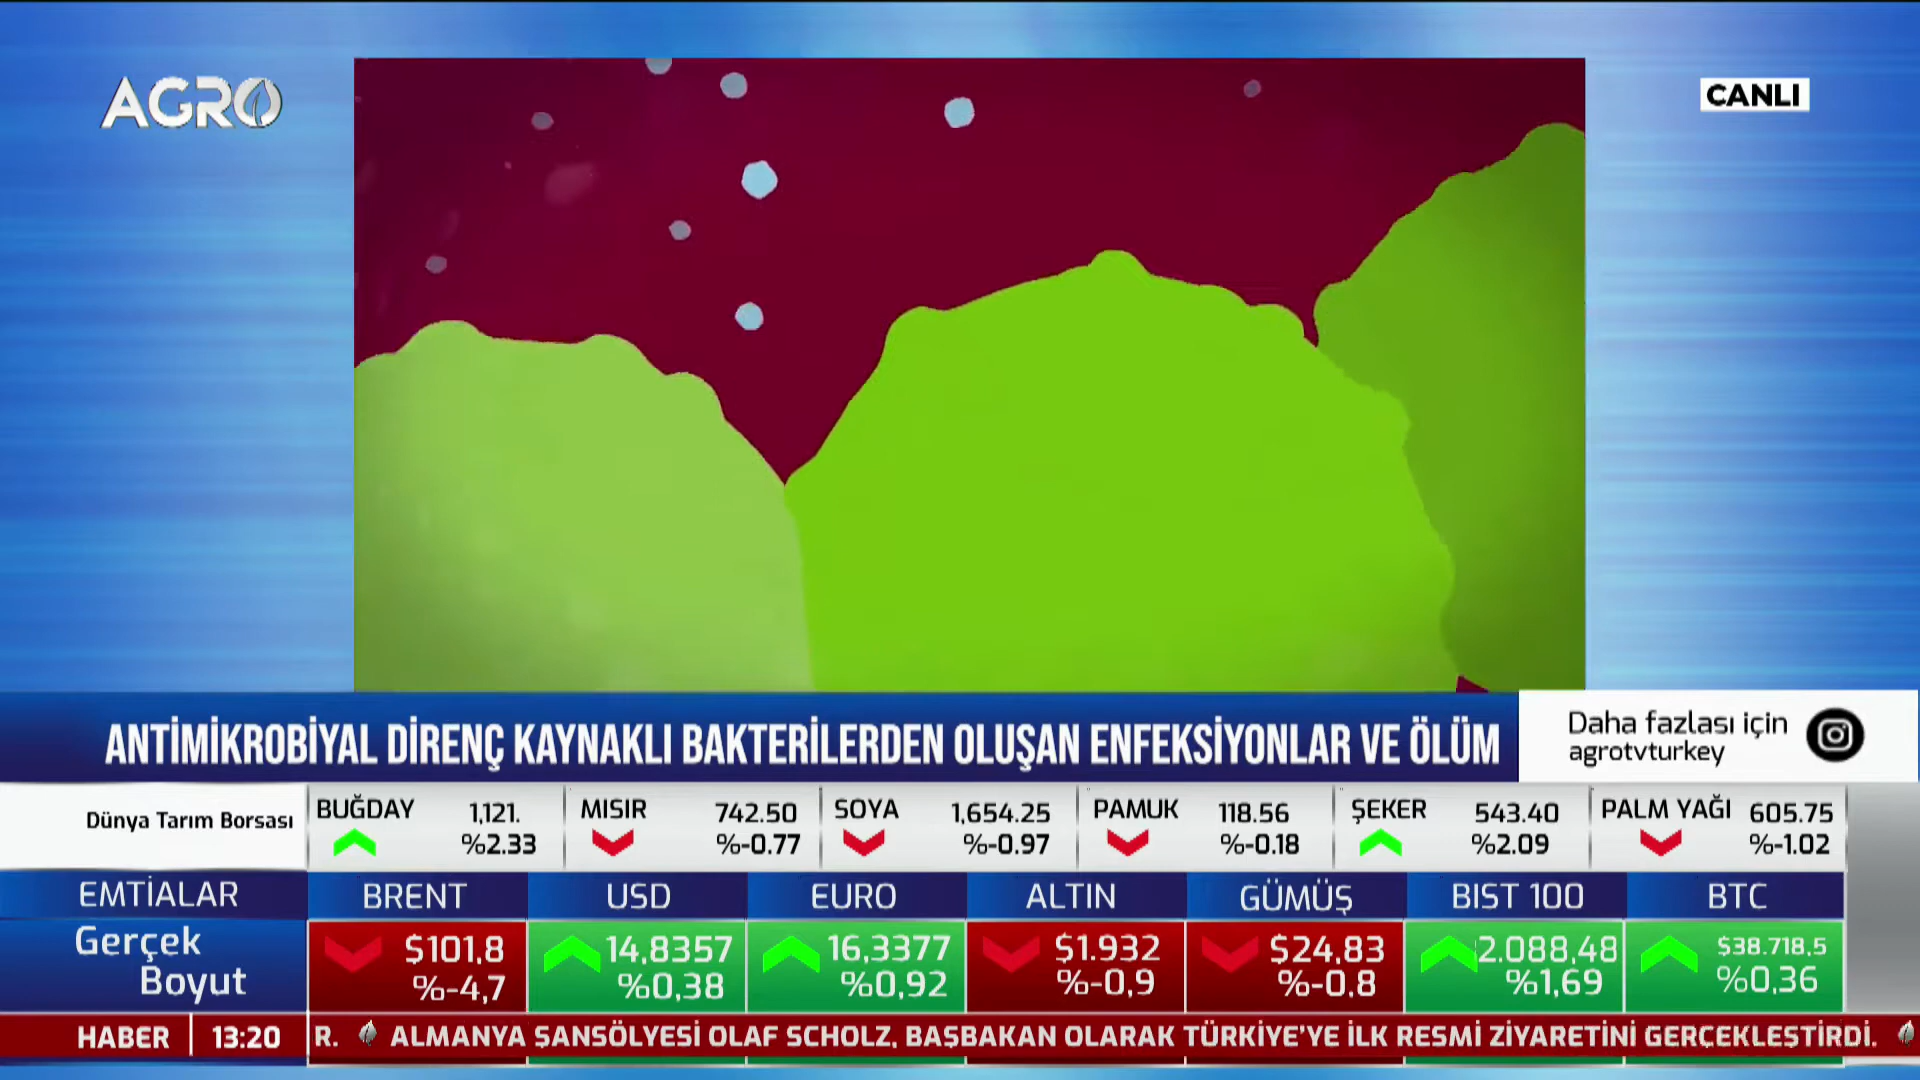 AGRO
CANLI
ANTİMİKROBİYAL DİRENÇ KAYNAKLI BAKTERİLERDEN OLUŞAN ENFEKSİYONLAR VE ÖLÜM
Daha fazlası için
agrotvturkey
Dünya Tarım Borsası
BUĞDAY 1,121.
%2.33
MISIR 742.50
%-0.77
SOYA 1,654.25
%-0.97
PAMUK 118.56
%-0.18
ŞEKER 543.40
%2.09
PALM YAĞI 605.75
%-1.02
EMTİALAR
BRENT
USD
EURO
ALTIN
GÜMÜŞ
BIST 100
BTC
Gerçek
Boyut
$101,8
%-4,7
14,8357
%0,38
16,3377
%0,92
$1.932
%-0,9
$24,83
%-0,8
2.088,48
%1,69
$38.718,5
%0,36
HABER 13:20
R. ALMANYA ŞANSÖLYESİ OLAF SCHOLZ, BAŞBAKAN OLARAK TÜRKİYE'YE İLK RESMİ ZİYARETİNİ GERÇEKLEŞTİRDİ.